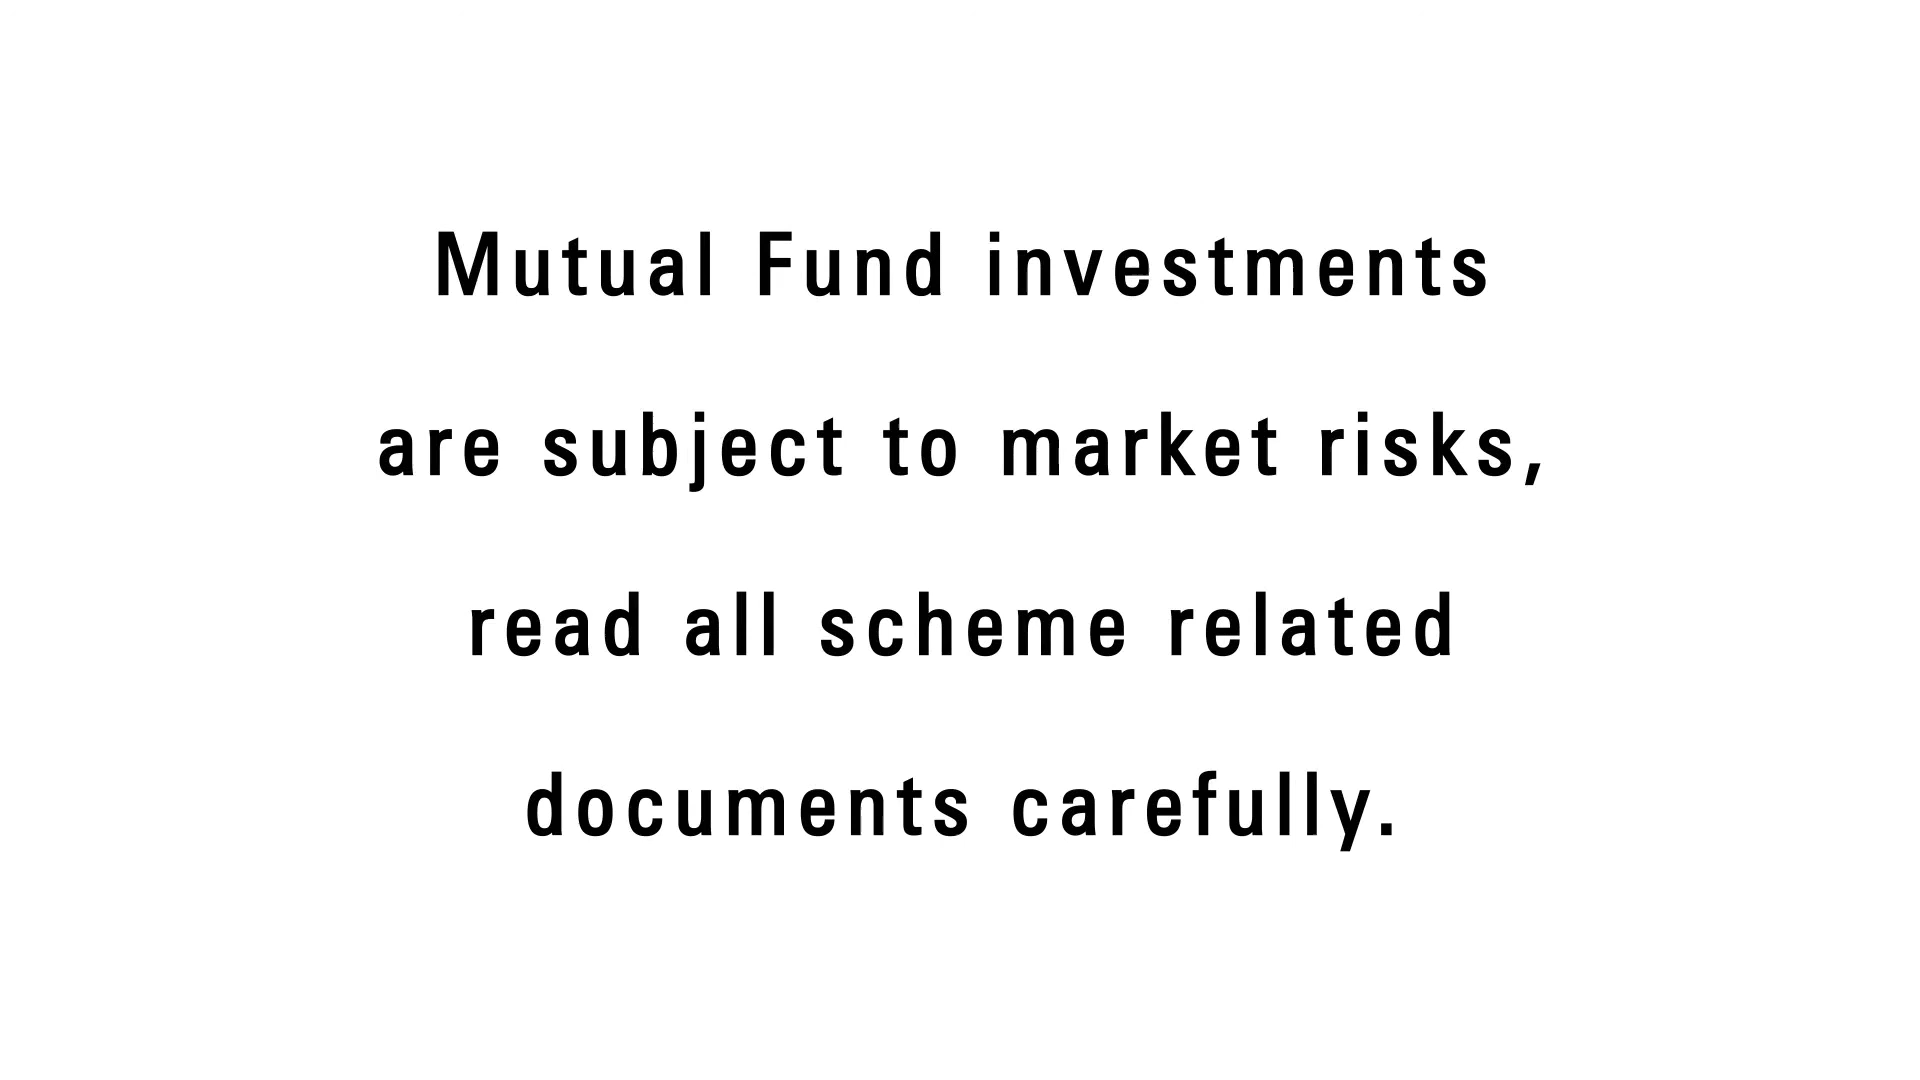 Mutual Fund investments
are subject to market risks,
read all scheme related
documents carefully.